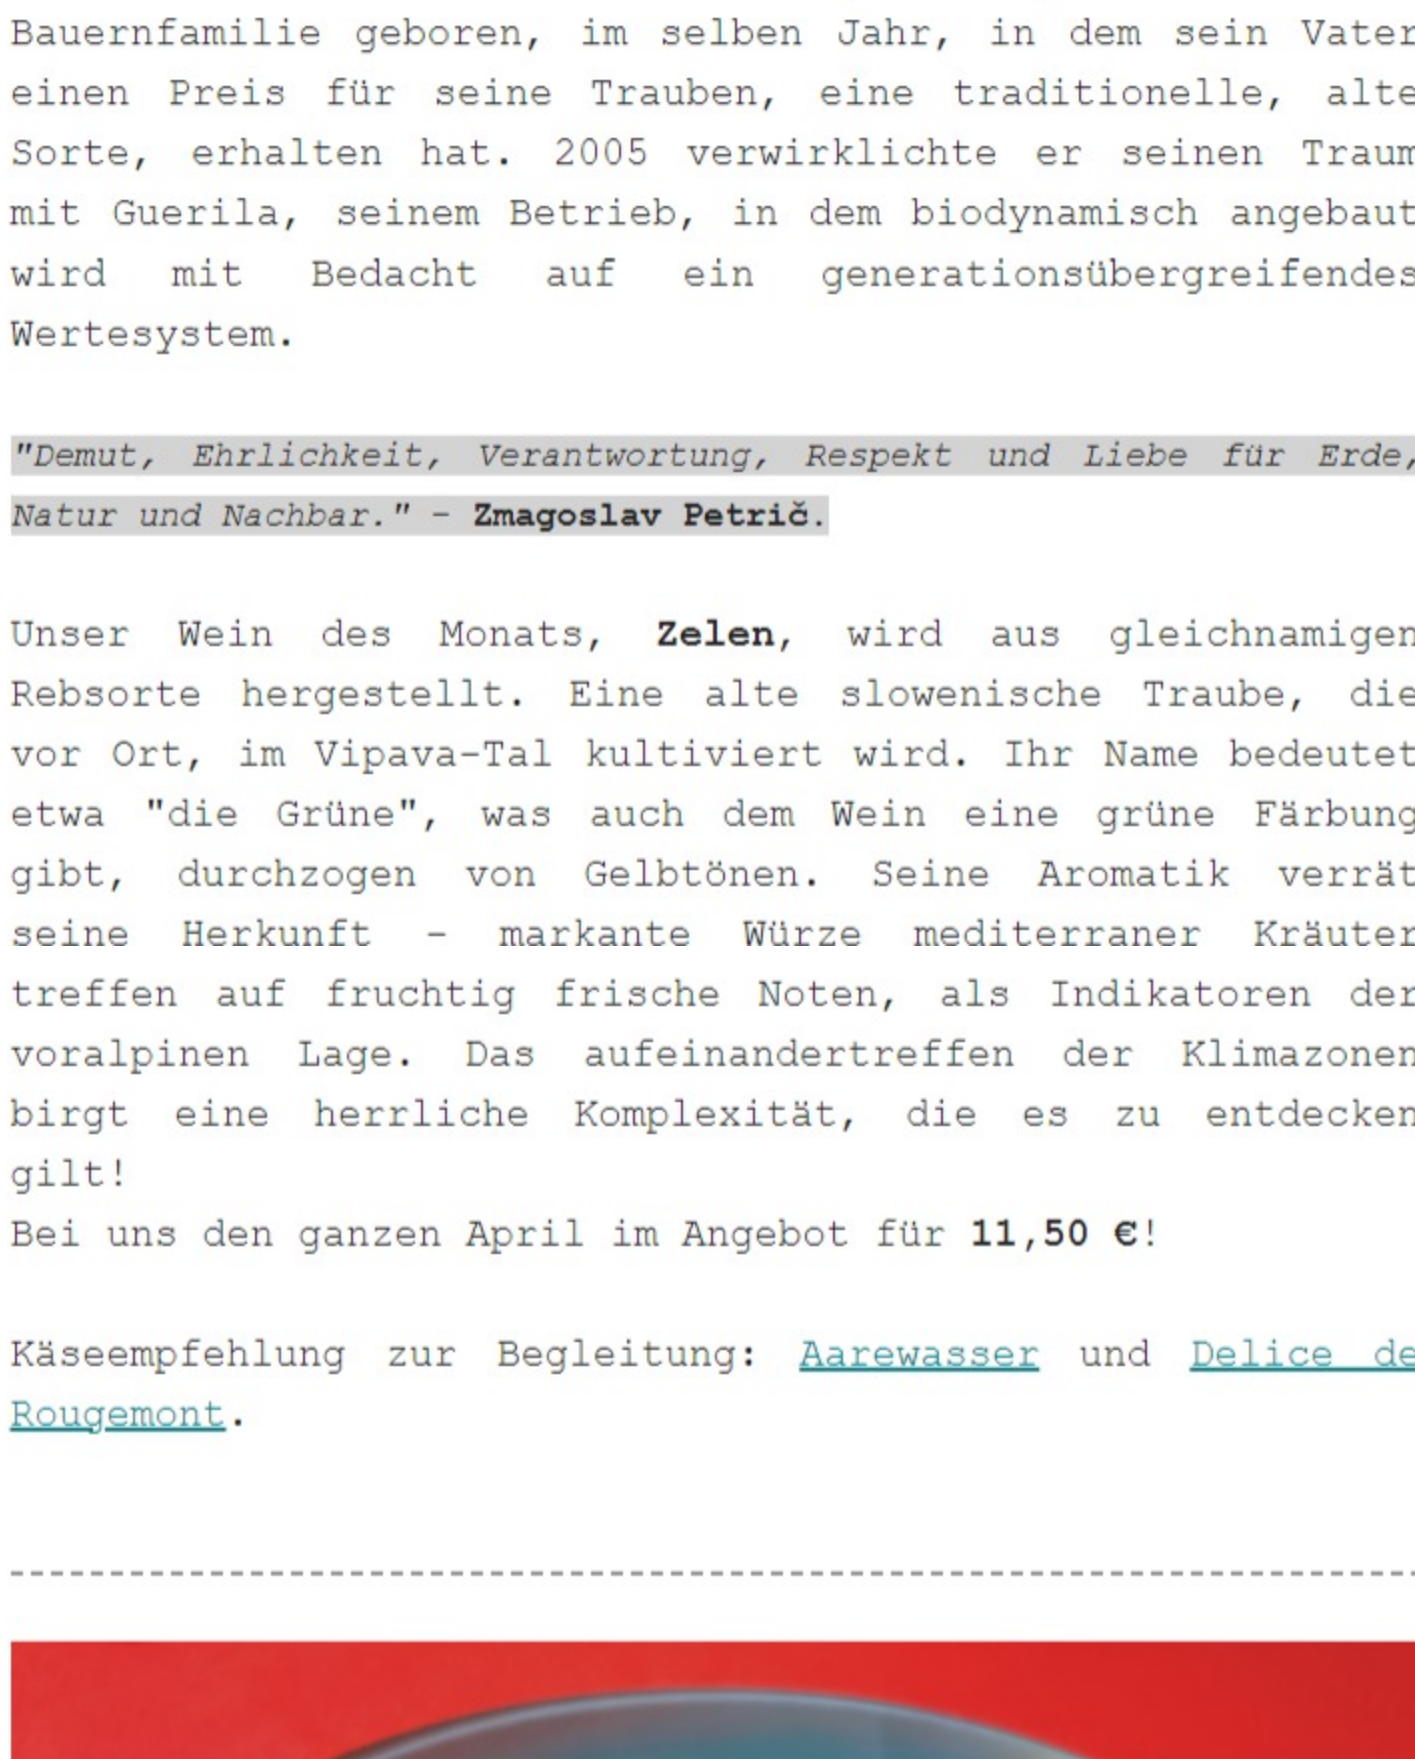 Bauernfamilie geboren, im selben Jahr, in dem sein Vater
einen Preis für seine Trauben, eine traditionelle, alte
Sorte, erhalten hat. 2005 verwirklichte er seinen Traum
mit Guerila, seinem Betrieb, in dem biodynamisch angebaut
wird mit Bedacht auf ein generationsübergreifendes
Wertesystem.
"Demut, Ehrlichkeit, Verantwortung, Respekt und Liebe für Erde,
Natur und Nachbar." - Zmagoslav Petrič.
Unser Wein des Monats, Zelen, wird aus gleichnamigen
Rebsorte hergestellt. Eine alte slowenische Traube, die
vor Ort, im Vipava-Tal kultiviert wird. Ihr Name bedeutet
etwa "die Grüne", was auch dem Wein eine grüne Färbung
gibt, durchzogen von Gelbtönen. Seine Aromatik verrät
seine Herkunft - markante Würze mediterraner Kräuter
treffen auf fruchtig frische Noten, als Indikatoren der
voralpinen Lage. Das aufeinandertreffen der Klimazonen
birgt eine herrliche Komplexität, die es zu entdecken
gilt!
Bei uns den ganzen April im Angebot für 11,50 €!
Käseempfehlung zur Begleitung: Aarewasser und Delice de
Rougemont.